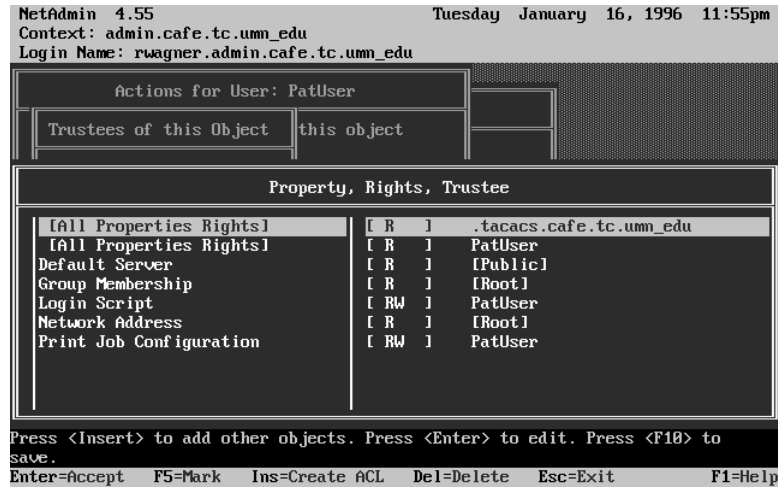 NetAdmin 4.55 Tuesday January 16, 1996 11:55pm
Context: admin.cafe.tc.umn_edu
Login Name: rwagner.admin.cafe.tc.umn_edu
Actions for User: PatUser
Trustees of this Object this object
Property, Rights, Trustee
[All Properties Rights] [ R ] .tacacs.cafe.tc.umn_edu
[All Properties Rights] [ R ] PatUser
Default Server [ R ] [Public]
Group Membership [ R ] [Root]
Login Script [ RW ] PatUser
Network Address [ R ] [Root]
Print Job Configuration [ RW ] PatUser
Press <Insert> to add other objects. Press <Enter> to edit. Press <F10> to
save.
Enter=Accept F5=Mark Ins=Create ACL Del=Delete Esc=Exit F1=Help